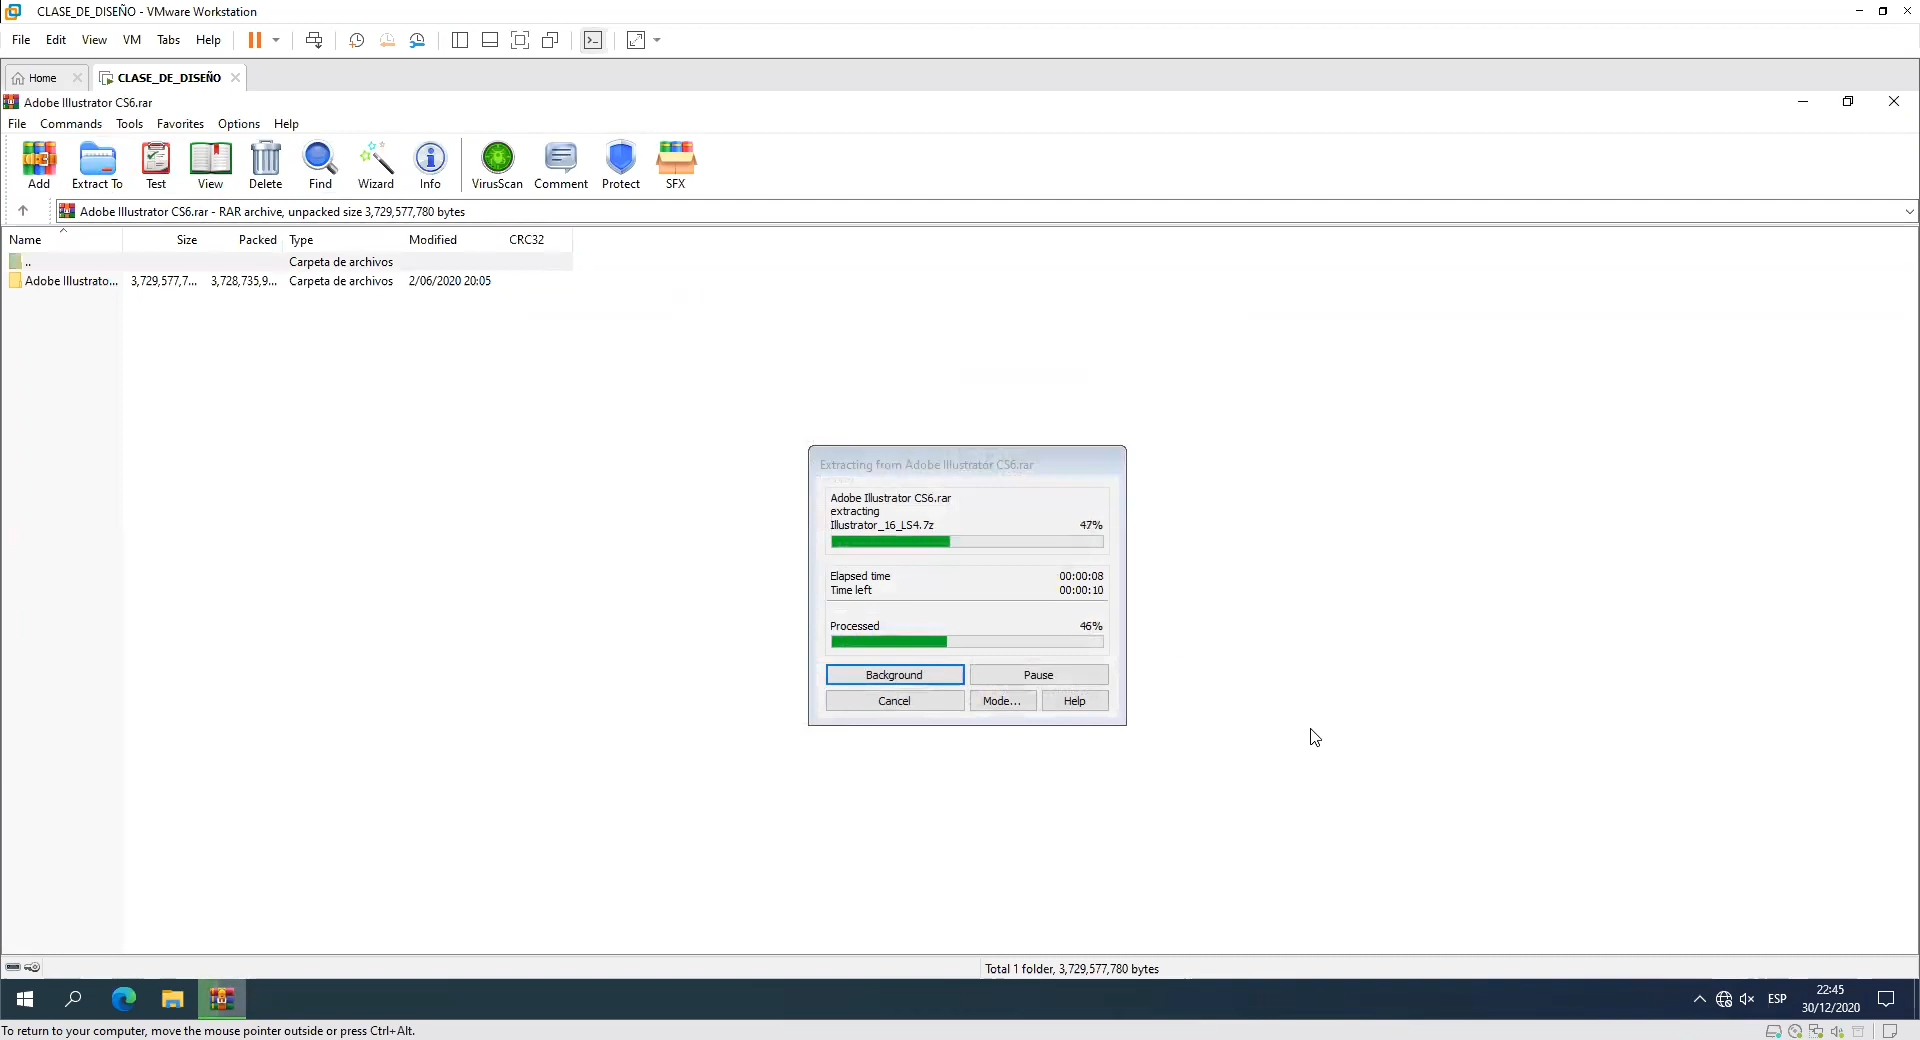 CLASE_DE_DISEÑO - VMware Workstation
File Edit View VM Tabs Help
Home CLASE_DE_DISEÑO
Adobe Illustrator CS6.rar
File Commands Tools Favorites Options Help
Add Extract To Test View Delete Find Wizard Info VirusScan Comment Protect SFX
Adobe Illustrator CS6.rar - RAR archive, unpacked size 3,729,577,780 bytes
Name Size Packed Type Modified CRC32
.. Carpeta de archivos
Adobe Illustrato... 3,729,577,7... 3,728,735,9... Carpeta de archivos 2/06/2020 20:05
Extracting from Adobe Illustrator CS6.rar
Adobe Illustrator CS6.rar
extracting
Illustrator_16_LS4.7z 47%
Elapsed time 00:00:08
Time left 00:00:10
Processed 46%
Background Pause
Cancel Mode... Help
Total 1 folder, 3,729,577,780 bytes
ESP 22:45
30/12/2020
To return to your computer, move the mouse pointer outside or press Ctrl+Alt.